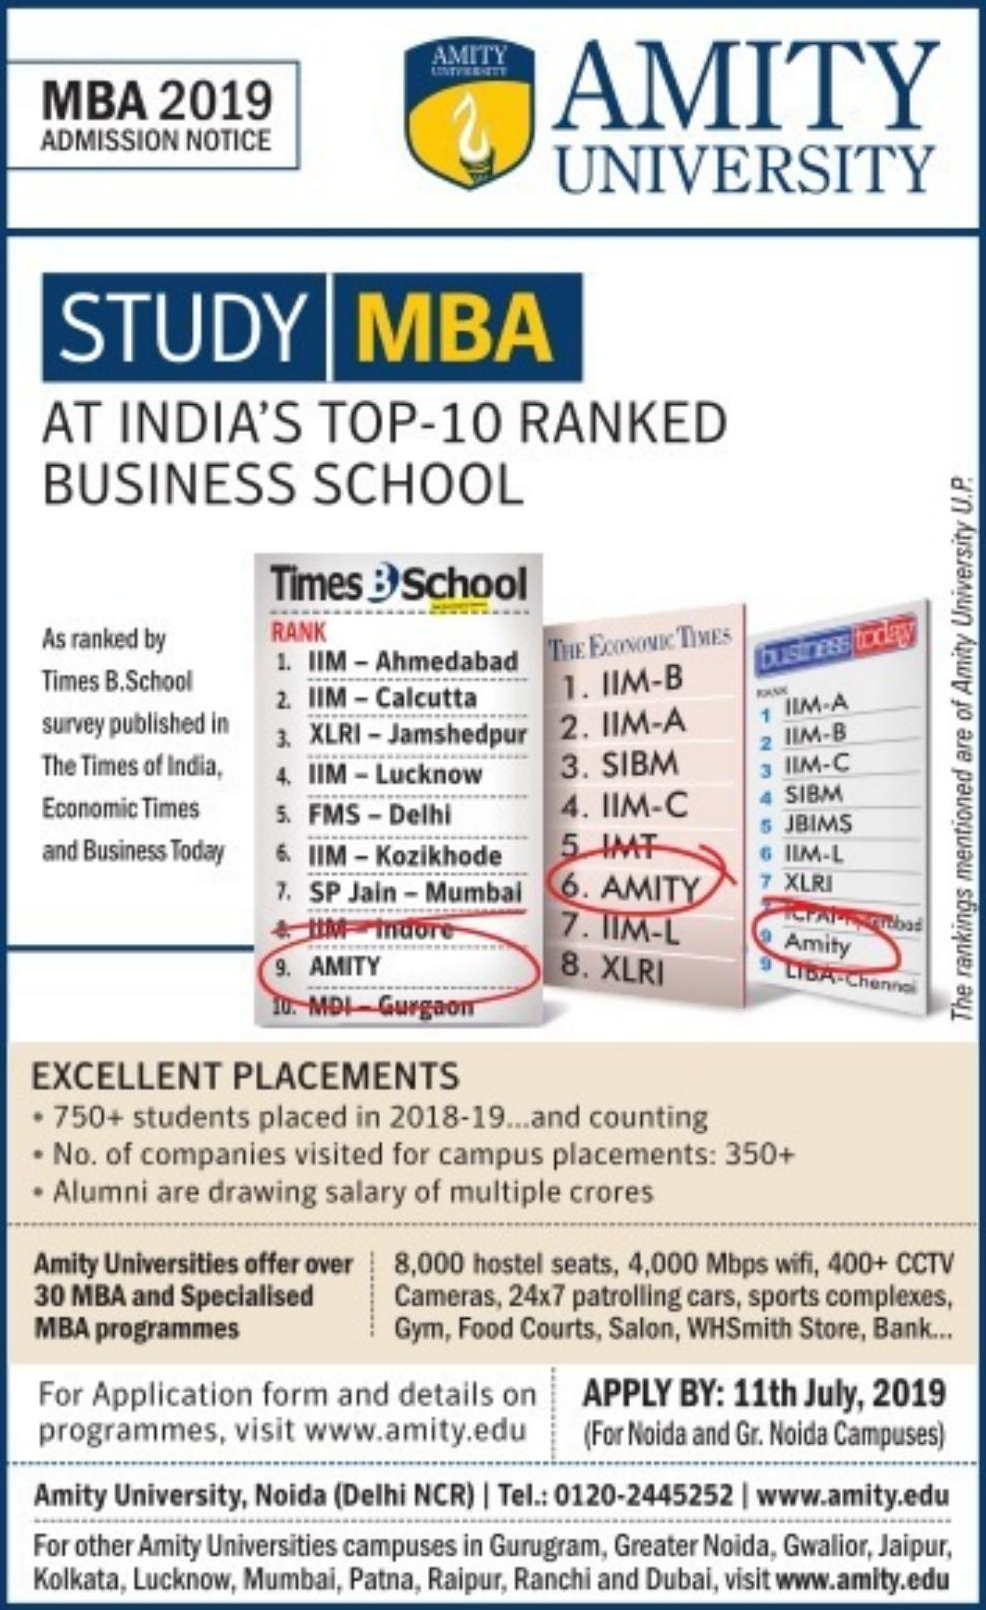 MBA 2019
ADMISSION NOTICE
AMITY
UNIVERSITY
AMITY
UNIVERSITY
STUDY MBA
AT INDIA'S TOP-10 RANKED
BUSINESS SCHOOL
As ranked by
Times B.School
survey published in
The Times of India,
Economic Times
and Business Today
Times B School
RANK
1. IIM – Ahmedabad
2. IIM – Calcutta
3. XLRI – Jamshedpur
4. IIM – Lucknow
5. FMS – Delhi
6. IIM – Kozikhode
7. SP Jain – Mumbai
8. IIM – Indore
9. AMITY
10. MDI – Gurgaon
THE ECONOMIC TIMES
1. IIM-B
2. IIM-A
3. SIBM
4. IIM-C
5. IMT
6. AMITY
7. IIM-L
8. XLRI
business today
RANK
1 IIM-A
2 IIM-B
3 IIM-C
4 SIBM
5 JBIMS
6 IIM-L
7 XLRI
ICFAI-Hyderabad
9 Amity
9 LIBA-Chennai
The rankings mentioned are of Amity University U.P.
EXCELLENT PLACEMENTS
• 750+ students placed in 2018-19...and counting
• No. of companies visited for campus placements: 350+
• Alumni are drawing salary of multiple crores
Amity Universities offer over
30 MBA and Specialised
MBA programmes
8,000 hostel seats, 4,000 Mbps wifi, 400+ CCTV
Cameras, 24x7 patrolling cars, sports complexes,
Gym, Food Courts, Salon, WHSmith Store, Bank...
For Application form and details on
programmes, visit www.amity.edu
APPLY BY: 11th July, 2019
(For Noida and Gr. Noida Campuses)
Amity University, Noida (Delhi NCR) | Tel.: 0120-2445252 | www.amity.edu
For other Amity Universities campuses in Gurugram, Greater Noida, Gwalior, Jaipur,
Kolkata, Lucknow, Mumbai, Patna, Raipur, Ranchi and Dubai, visit www.amity.edu